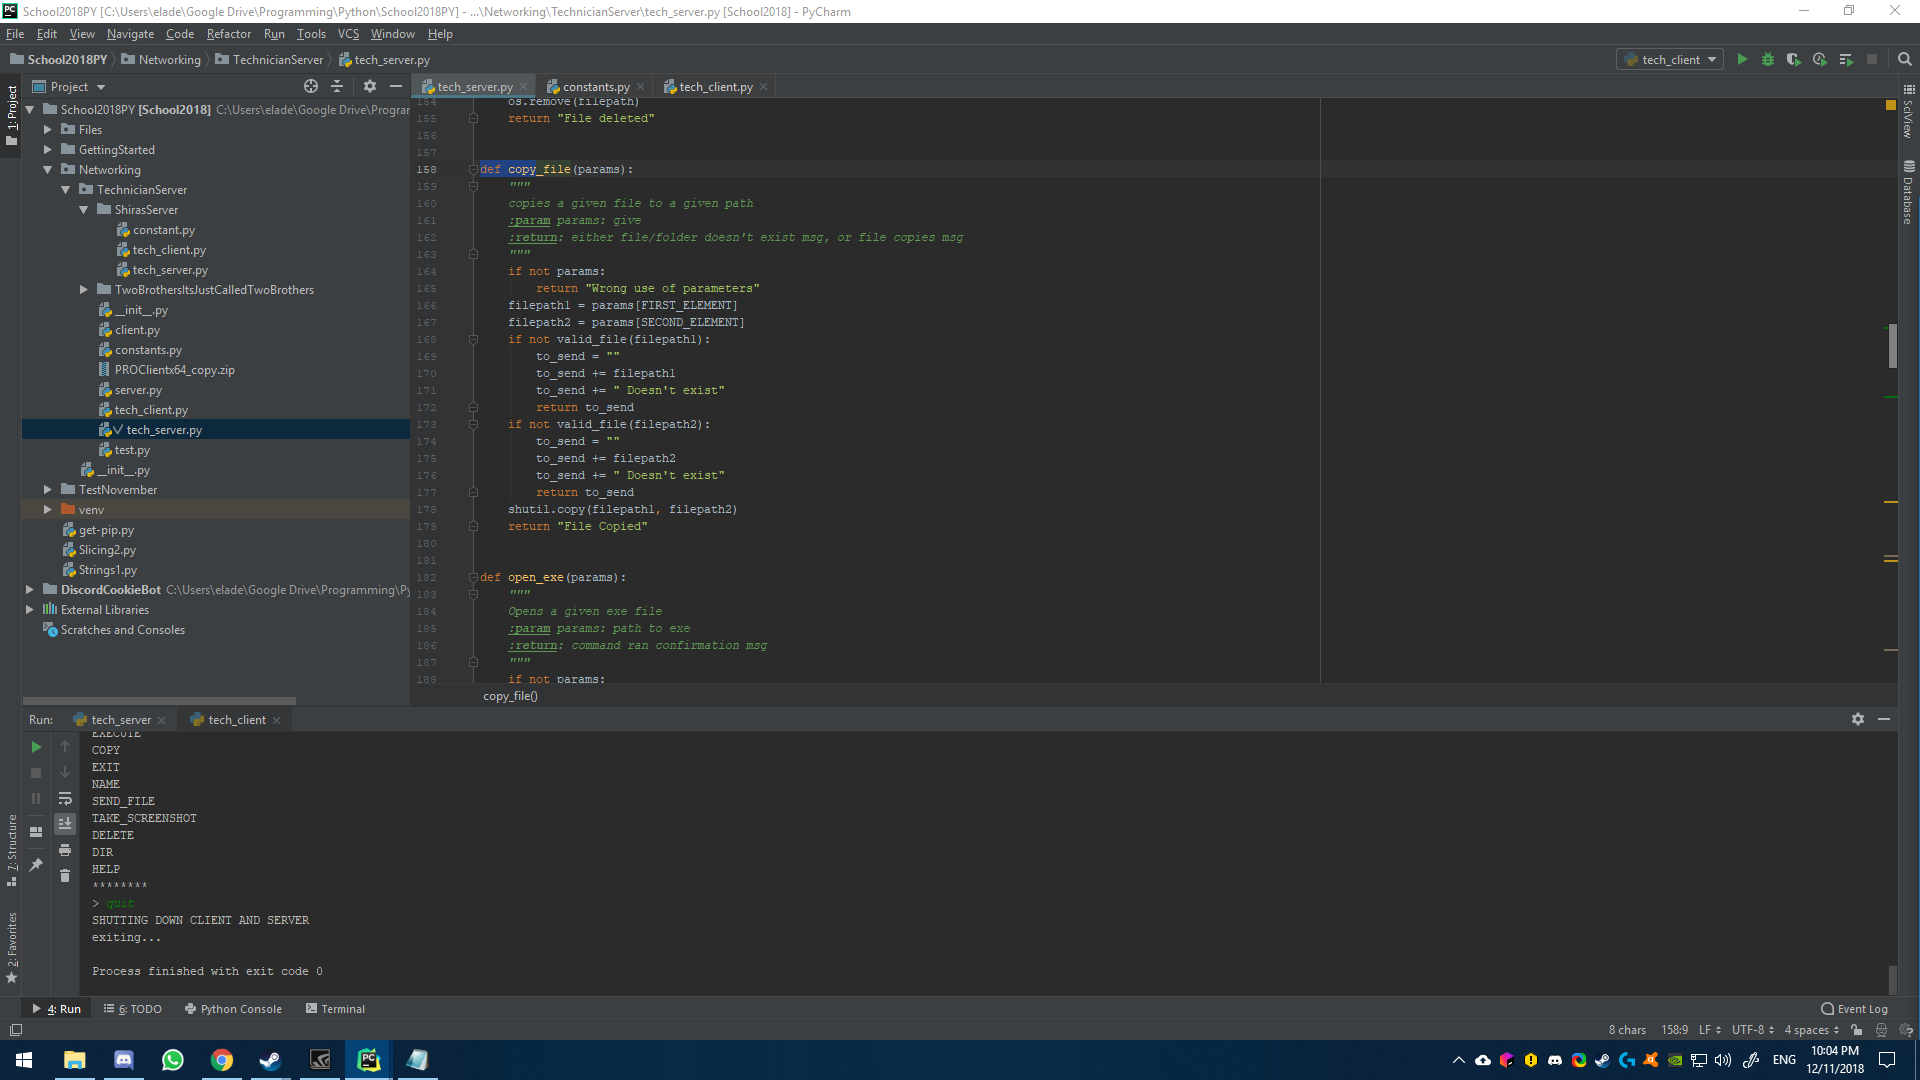 School2018PY [C:\Users\elade\Google Drive\Programming\Python\School2018PY] - ...\Networking\TechnicianServer\tech_server.py [School2018] - PyCharm
File Edit View Navigate Code Refactor Run Tools VCS Window Help
School2018PY Networking TechnicianServer tech_server.py tech_client
Project tech_server.py constants.py tech_client.py
1: Project
SciView
Database
School2018PY [School2018] C:\Users\elade\Google Drive\Prograr
Files
GettingStarted
Networking
TechnicianServer
ShirasServer
constant.py
tech_client.py
tech_server.py
TwoBrothersItsJustCalledTwoBrothers
__init__.py
client.py
constants.py
PROClientx64_copy.zip
server.py
tech_client.py
tech_server.py
test.py
__init__.py
TestNovember
venv
get-pip.py
Slicing2.py
Strings1.py
DiscordCookieBot C:\Users\elade\Google Drive\Programming\Py
External Libraries
Scratches and Consoles
154 os.remove(filepath)
155 return "File deleted"
156
157
158 def copy_file(params):
159 """
160 copies a given file to a given path
161 :param params: give
162 :return: either file/folder doesn't exist msg, or file copies msg
163 """
164 if not params:
165 return "Wrong use of parameters"
166 filepath1 = params[FIRST_ELEMENT]
167 filepath2 = params[SECOND_ELEMENT]
168 if not valid_file(filepath1):
169 to_send = ""
170 to_send += filepath1
171 to_send += " Doesn't exist"
172 return to_send
173 if not valid_file(filepath2):
174 to_send = ""
175 to_send += filepath2
176 to_send += " Doesn't exist"
177 return to_send
178 shutil.copy(filepath1, filepath2)
179 return "File Copied"
180
181
182 def open_exe(params):
183 """
184 Opens a given exe file
185 :param params: path to exe
186 :return: command ran confirmation msg
187 """
188 if not params:
copy_file()
Run: tech_server tech_client
EXECUTE
COPY
EXIT
NAME
SEND_FILE
TAKE_SCREENSHOT
DELETE
DIR
HELP
********
> quit
SHUTTING DOWN CLIENT AND SERVER
exiting...
Process finished with exit code 0
7: Structure
2: Favorites
4: Run 6: TODO Python Console Terminal Event Log
8 chars 158:9 LF UTF-8 4 spaces
ENG 10:04 PM
12/11/2018